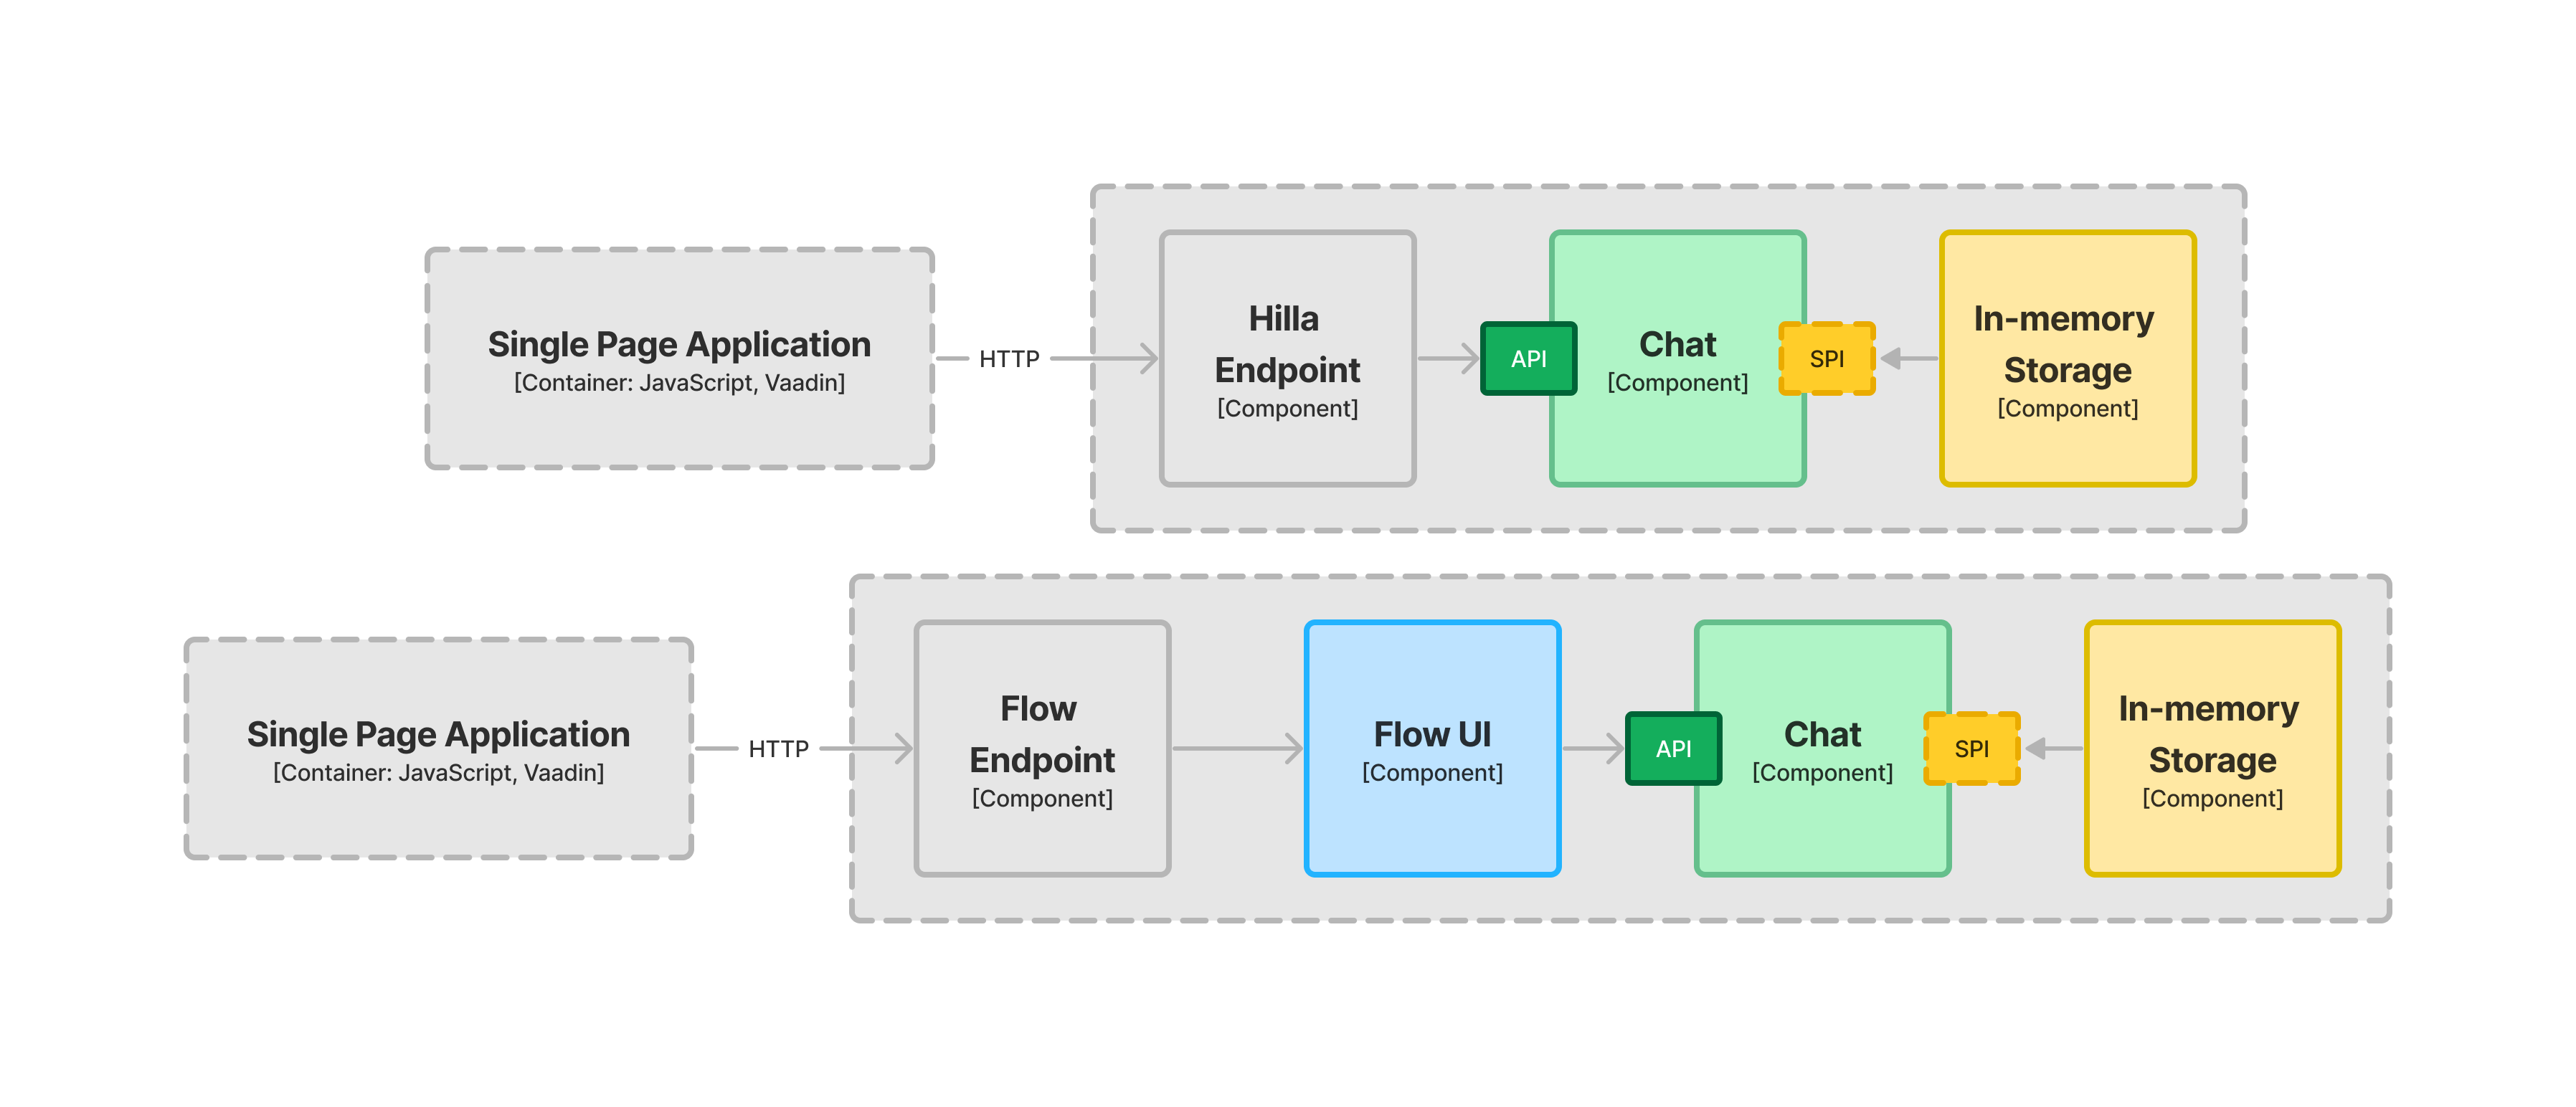 Single Page Application
[Container: JavaScript, Vaadin]
HTTP
Hilla
Endpoint
[Component]
API
Chat
[Component]
SPI
In-memory
Storage
[Component]
Single Page Application
[Container: JavaScript, Vaadin]
HTTP
Flow
Endpoint
[Component]
Flow UI
[Component]
API
Chat
[Component]
SPI
In-memory
Storage
[Component]